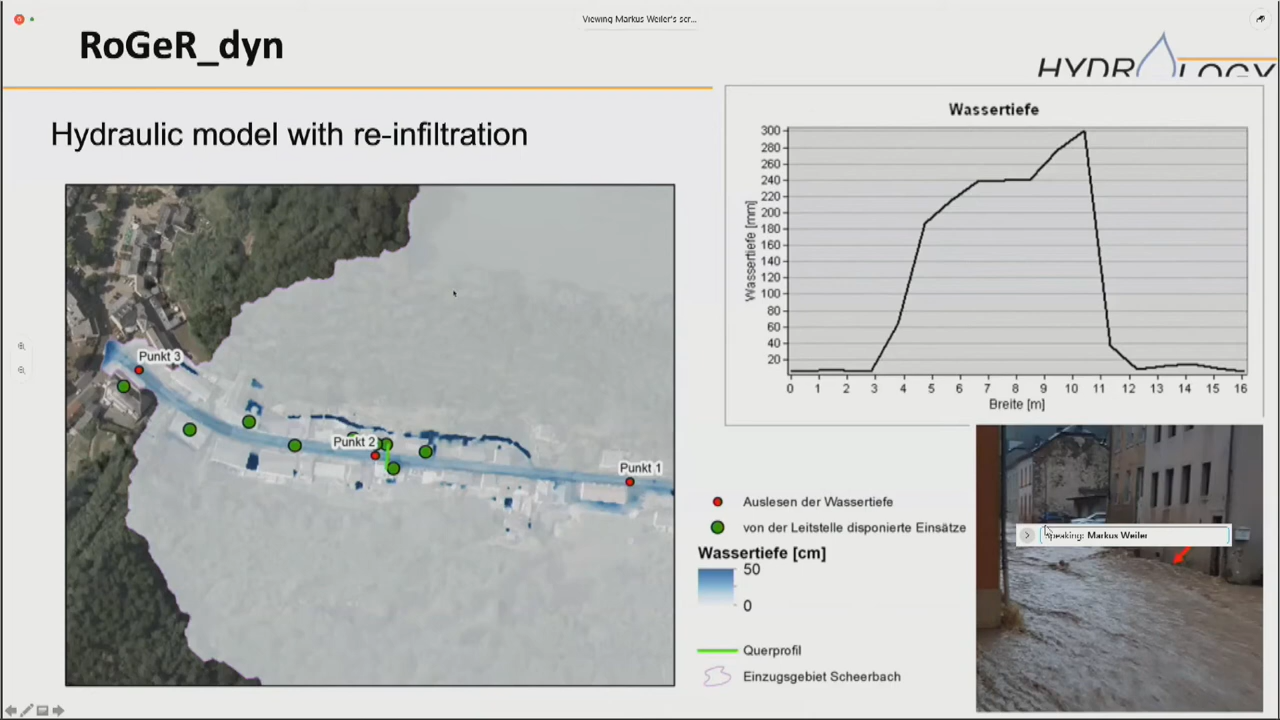 Viewing Markus Weiler's scr...
RoGeR_dyn
HYDROLOGY
Hydraulic model with re-infiltration
Wassertiefe
Wassertiefe [mm]
300
280
260
240
220
200
180
160
140
120
100
80
60
40
20
0 1 2 3 4 5 6 7 8 9 10 11 12 13 14 15 16
Breite [m]
Punkt 3
Punkt 2
Punkt 1
Auslesen der Wassertiefe
von der Leitstelle disponierte Einsätze
Wassertiefe [cm]
50
0
Querprofil
Einzugsgebiet Scheerbach
Speaking: Markus Weiler